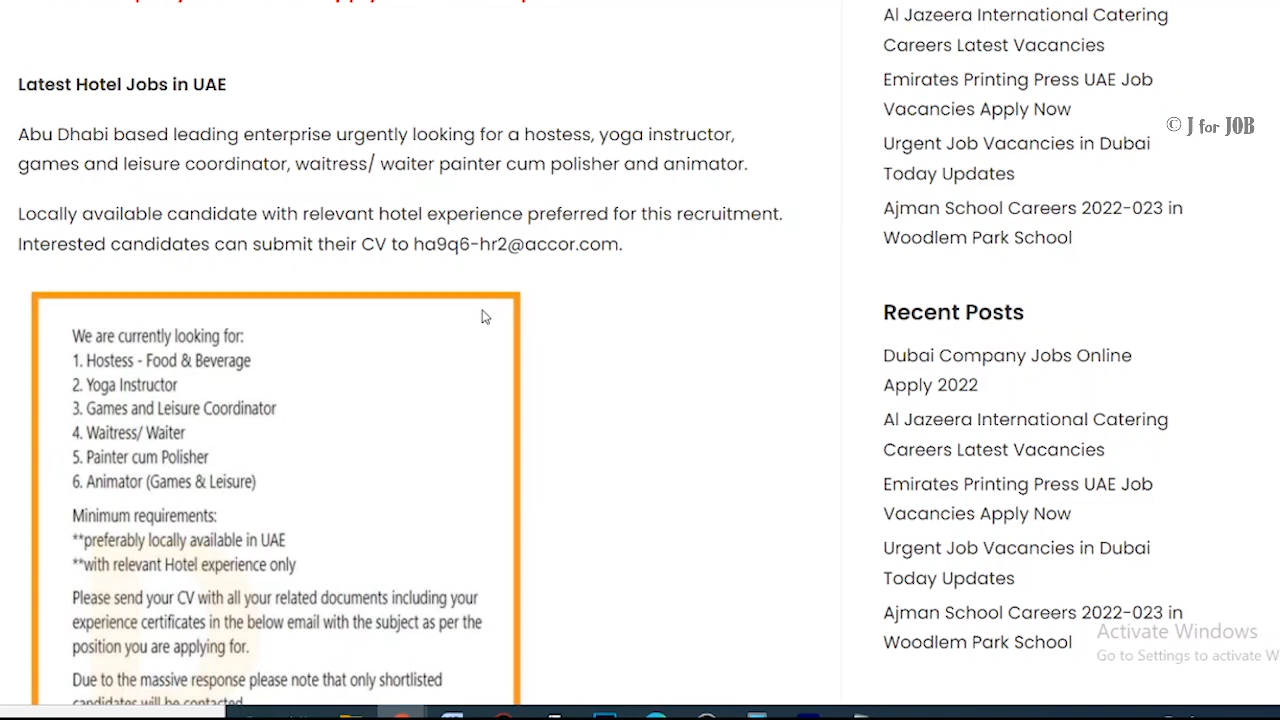 Latest Hotel Jobs in UAE
Abu Dhabi based leading enterprise urgently looking for a hostess, yoga instructor,
games and leisure coordinator, waitress/ waiter painter cum polisher and animator.
Locally available candidate with relevant hotel experience preferred for this recruitment.
Interested candidates can submit their CV to ha9q6-hr2@accor.com.
We are currently looking for:
1. Hostess - Food & Beverage
2. Yoga Instructor
3. Games and Leisure Coordinator
4. Waitress/ Waiter
5. Painter cum Polisher
6. Animator (Games & Leisure)
Minimum requirements:
**preferably locally available in UAE
**with relevant Hotel experience only
Please send your CV with all your related documents including your
experience certificates in the below email with the subject as per the
position you are applying for.
Due to the massive response please note that only shortlisted
candidates will be contacted
Al Jazeera International Catering
Careers Latest Vacancies
Emirates Printing Press UAE Job
Vacancies Apply Now
© J for JOB
Urgent Job Vacancies in Dubai
Today Updates
Ajman School Careers 2022-023 in
Woodlem Park School
Recent Posts
Dubai Company Jobs Online
Apply 2022
Al Jazeera International Catering
Careers Latest Vacancies
Emirates Printing Press UAE Job
Vacancies Apply Now
Urgent Job Vacancies in Dubai
Today Updates
Ajman School Careers 2022-023 in
Woodlem Park School
Activate Windows
Go to Settings to activate W